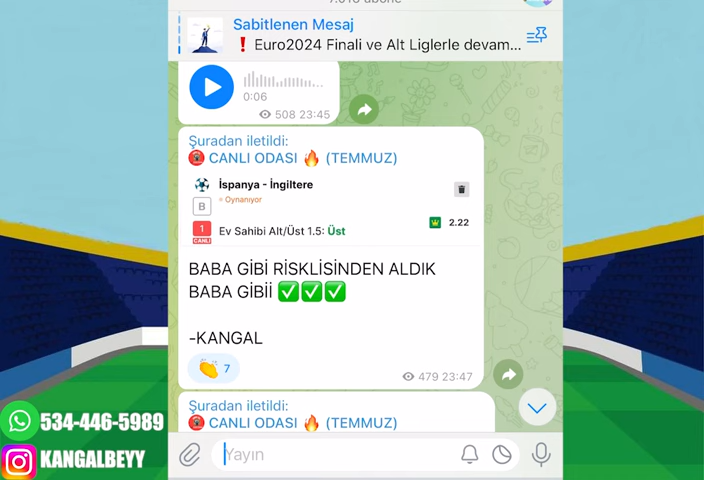 Sabitlenen Mesaj
❗ Euro2024 Finali ve Alt Liglerle devam...
0:06
508 23:45
Şuradan iletildi:
🚨 CANLI ODASI 🔥 (TEMMUZ)
İspanya - İngiltere
B
Oynanıyor
1
CANLI
Ev Sahibi Alt/Üst 1.5: Üst
2.22
BABA GİBİ RİSKLİSİNDEN ALDIK
BABA GİBİİ ✅✅✅
-KANGAL
👏 7
479 23:47
Şuradan iletildi:
🚨 CANLI ODASI 🔥 (TEMMUZ)
Yayın
534-446-5989
KANGALBEYY